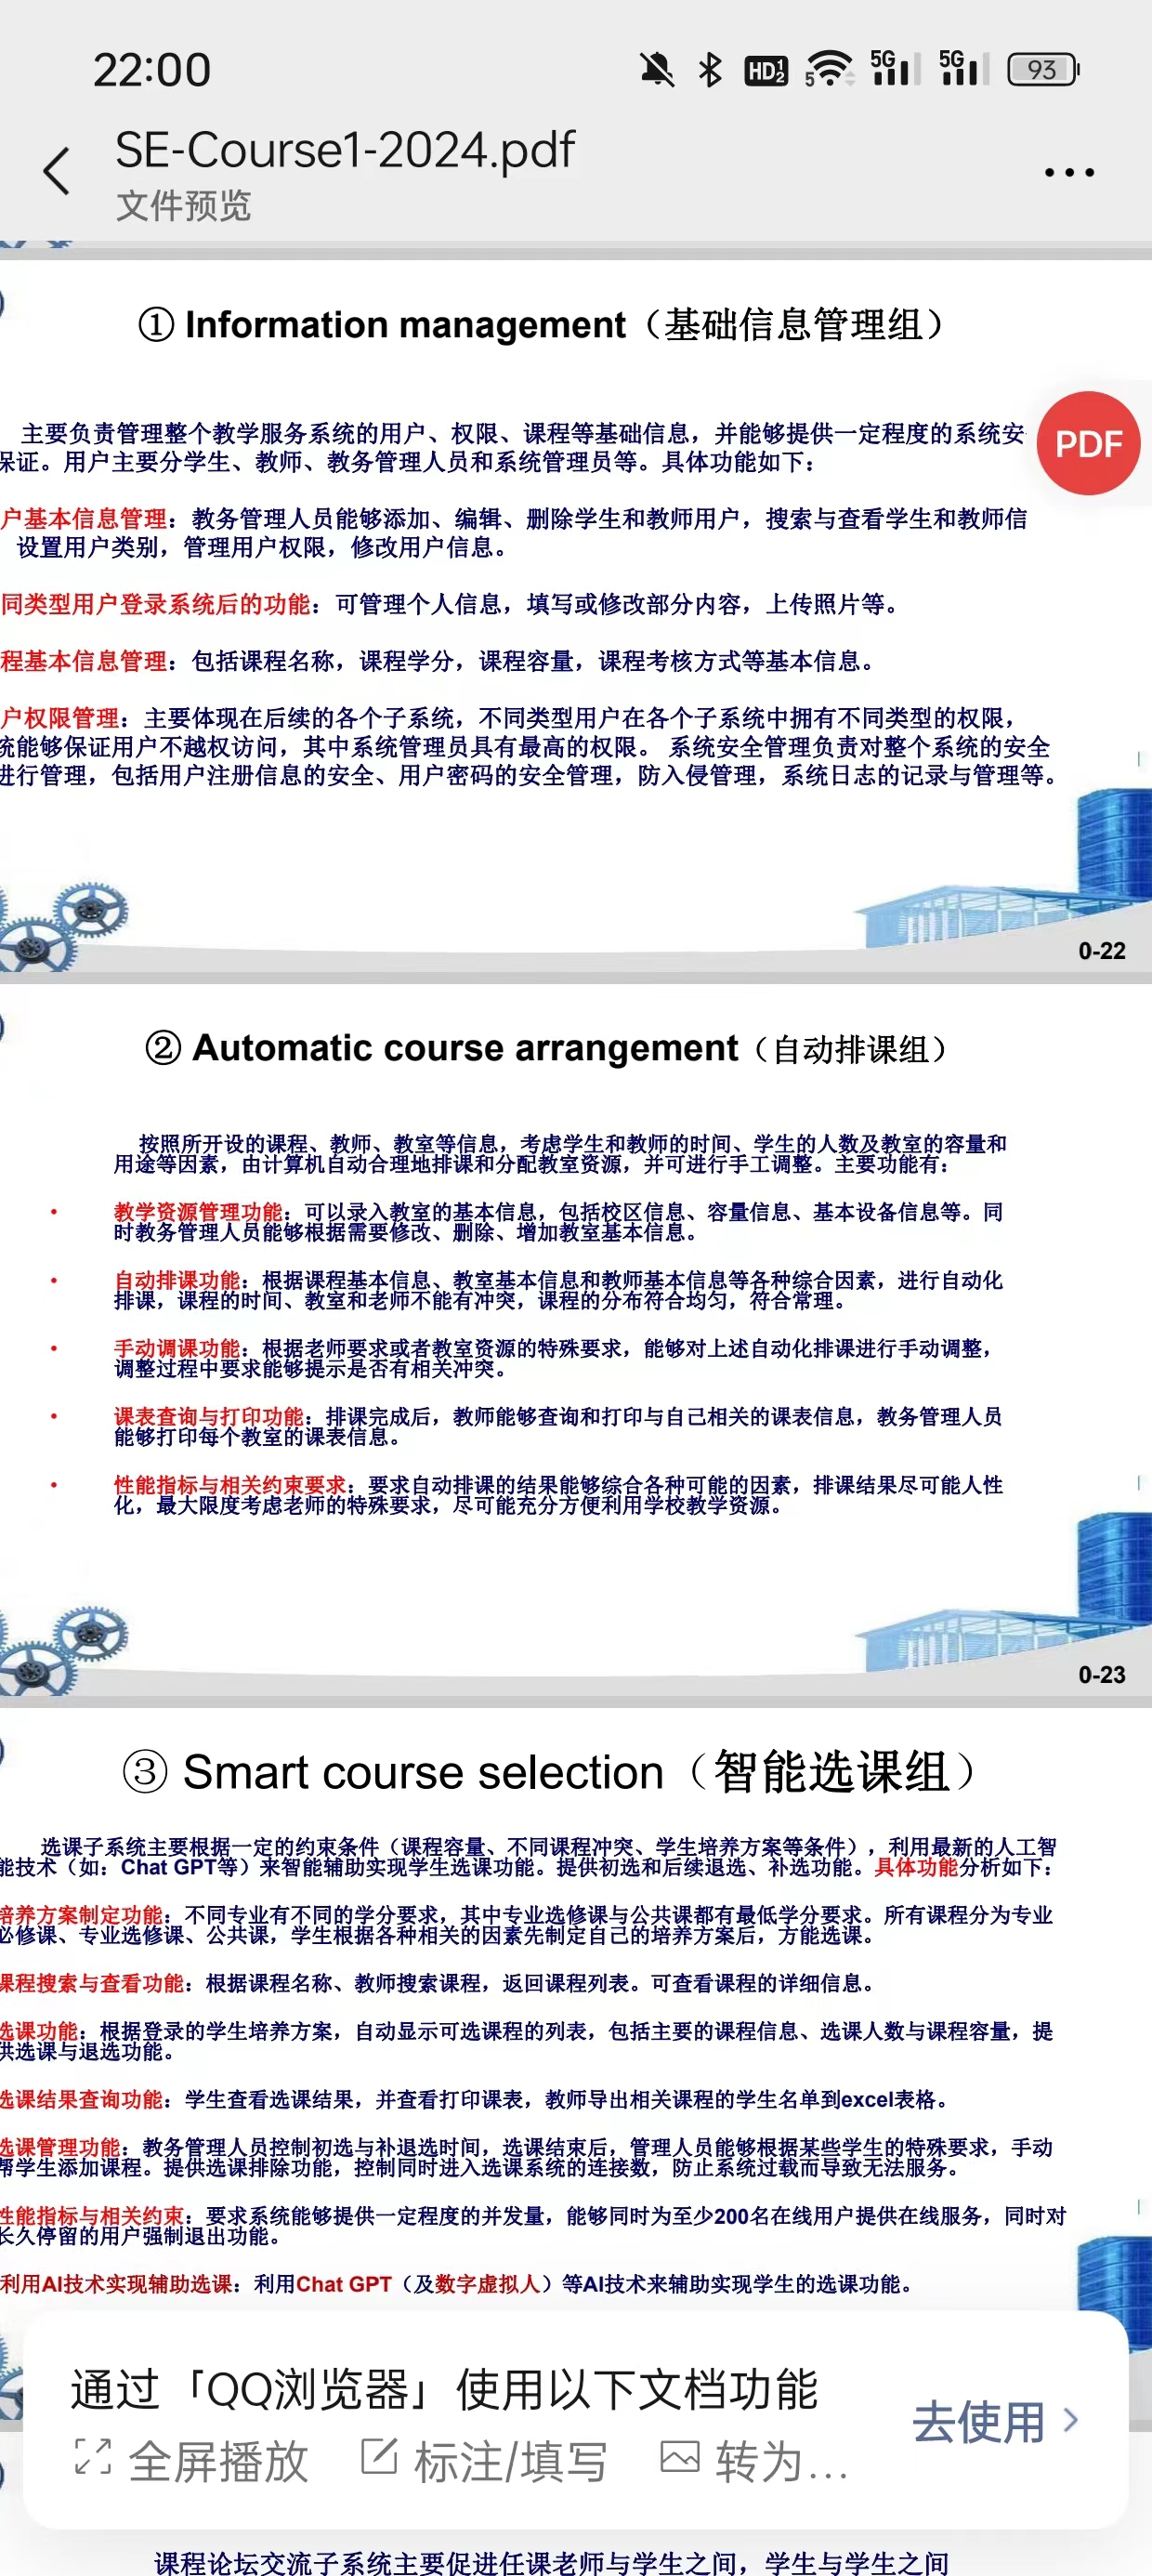 22:00
HD 1 2 5 5G 5G 93
SE-Course1-2024.pdf
文件预览
① Information management（基础信息管理组）
PDF
主要负责管理整个教学服务系统的用户、权限、课程等基础信息，并能够提供一定程度的系统安
保证。用户主要分学生、教师、教务管理人员和系统管理员等。具体功能如下：
户基本信息管理：教务管理人员能够添加、编辑、删除学生和教师用户，搜索与查看学生和教师信
设置用户类别，管理用户权限，修改用户信息。
同类型用户登录系统后的功能：可管理个人信息，填写或修改部分内容，上传照片等。
程基本信息管理：包括课程名称，课程学分，课程容量，课程考核方式等基本信息。
户权限管理：主要体现在后续的各个子系统，不同类型用户在各个子系统中拥有不同类型的权限，
统能够保证用户不越权访问，其中系统管理员具有最高的权限。 系统安全管理负责对整个系统的安全
进行管理，包括用户注册信息的安全、用户密码的安全管理，防入侵管理，系统日志的记录与管理等。
0-22
② Automatic course arrangement（自动排课组）
按照所开设的课程、教师、教室等信息，考虑学生和教师的时间、学生的人数及教室的容量和
用途等因素，由计算机自动合理地排课和分配教室资源，并可进行手工调整。主要功能有：
• 教学资源管理功能：可以录入教室的基本信息，包括校区信息、容量信息、基本设备信息等。同
时教务管理人员能够根据需要修改、删除、增加教室基本信息。
• 自动排课功能：根据课程基本信息、教室基本信息和教师基本信息等各种综合因素，进行自动化
排课，课程的时间、教室和老师不能有冲突，课程的分布符合均匀，符合常理。
• 手动调课功能：根据老师要求或者教室资源的特殊要求，能够对上述自动化排课进行手动调整，
调整过程中要求能够提示是否有相关冲突。
• 课表查询与打印功能：排课完成后，教师能够查询和打印与自己相关的课表信息，教务管理人员
能够打印每个教室的课表信息。
• 性能指标与相关约束要求：要求自动排课的结果能够综合各种可能的因素，排课结果尽可能人性
化，最大限度考虑老师的特殊要求，尽可能充分方便利用学校教学资源。
0-23
③ Smart course selection（智能选课组）
选课子系统主要根据一定的约束条件（课程容量、不同课程冲突、学生培养方案等条件），利用最新的人工智
能技术（如：Chat GPT等）来智能辅助实现学生选课功能。提供初选和后续退选、补选功能。具体功能分析如下：
培养方案制定功能：不同专业有不同的学分要求，其中专业选修课与公共课都有最低学分要求。所有课程分为专业
必修课、专业选修课、公共课，学生根据各种相关的因素先制定自己的培养方案后，方能选课。
课程搜索与查看功能：根据课程名称、教师搜索课程，返回课程列表。可查看课程的详细信息。
选课功能：根据登录的学生培养方案，自动显示可选课程的列表，包括主要的课程信息、选课人数与课程容量，提
供选课与退选功能。
选课结果查询功能：学生查看选课结果，并查看打印课表，教师导出相关课程的学生名单到excel表格。
选课管理功能：教务管理人员控制初选与补退选时间，选课结束后，管理人员能够根据某些学生的特殊要求，手动
帮学生添加课程。提供选课排除功能，控制同时进入选课系统的连接数，防止系统过载而导致无法服务。
性能指标与相关约束：要求系统能够提供一定程度的并发量，能够同时为至少200名在线用户提供在线服务，同时对
长久停留的用户强制退出功能。
利用AI技术实现辅助选课：利用Chat GPT（及数字虚拟人）等AI技术来辅助实现学生的选课功能。
通过「QQ浏览器」使用以下文档功能
去使用
全屏播放 标注/填写 转为...
课程论坛交流子系统主要促进任课老师与学生之间，学生与学生之间